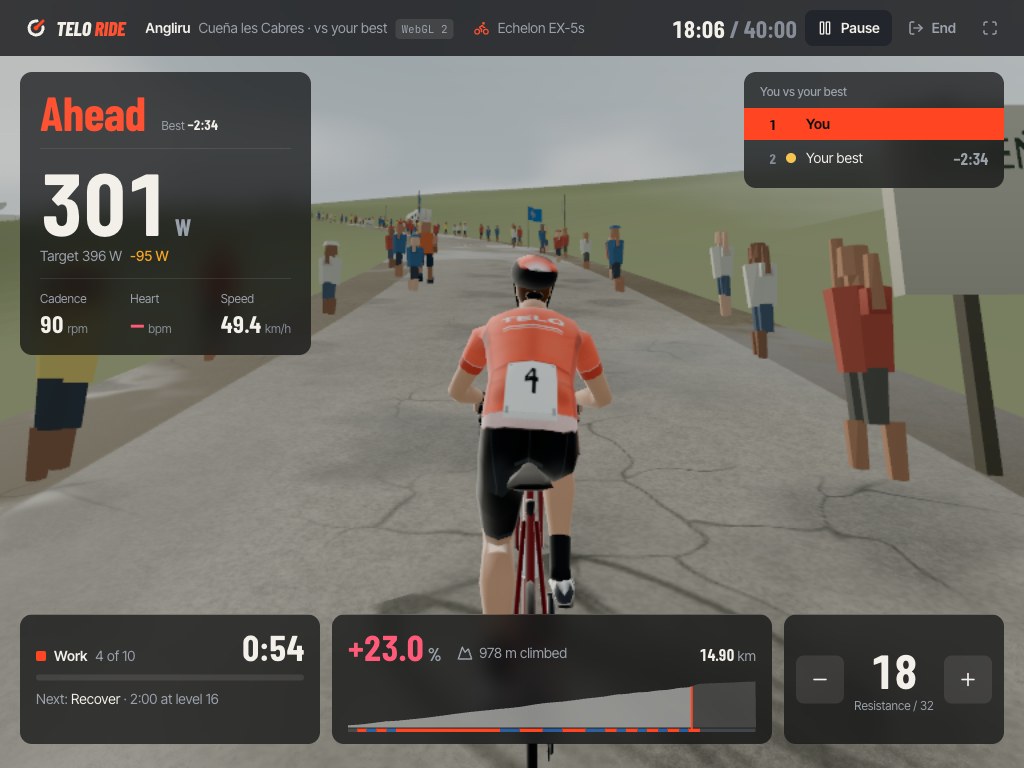 TELO RIDE
Angliru Cueña les Cabres · vs your best WebGL 2
Echelon EX-5s
18:06 / 40:00
Pause
End
Ahead
Best −2:34
301 W
Target 396 W -95 W
Cadence
90 rpm
Heart
– bpm
Speed
49.4 km/h
You vs your best
1 You
2 Your best −2:34
TELO
4
Work 4 of 10
0:54
Next: Recover · 2:00 at level 16
+23.0 %
978 m climbed
14.90 km
−
18
+
Resistance / 32